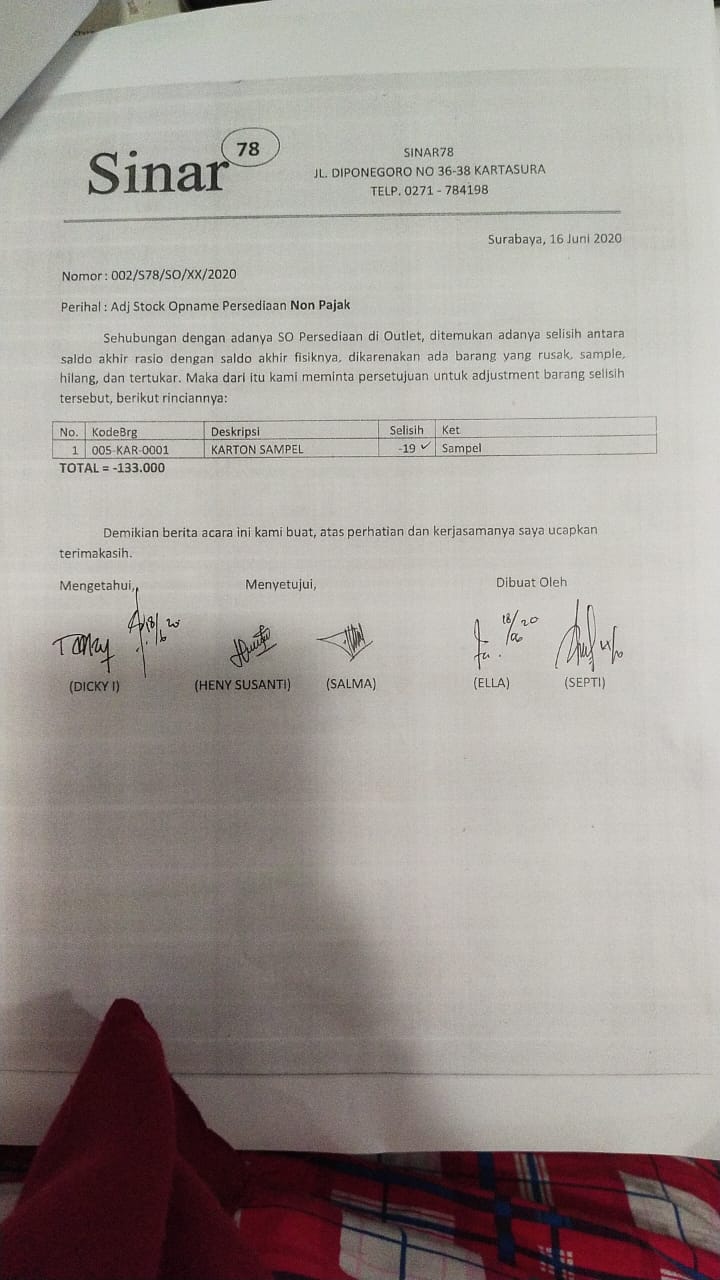 Sinar 78
SINAR78
JL. DIPONEGORO NO 36-38 KARTASURA
TELP. 0271 - 784198
Surabaya, 16 Juni 2020
Nomor : 002/S78/SO/XX/2020
Perihal : Adj Stock Opname Persediaan Non Pajak
Sehubungan dengan adanya SO Persediaan di Outlet, ditemukan adanya selisih antara
saldo akhir rasio dengan saldo akhir fisiknya, dikarenakan ada barang yang rusak, sample,
hilang, dan tertukar. Maka dari itu kami meminta persetujuan untuk adjustment barang selisih
tersebut, berikut rinciannya:
No. KodeBrg Deskripsi Selisih Ket
1 005-KAR-0001 KARTON SAMPEL -19 ✓ Sampel
TOTAL = -133.000
Demikian berita acara ini kami buat, atas perhatian dan kerjasamanya saya ucapkan
terimakasih.
Mengetahui, Menyetujui, Dibuat Oleh
18/6 20 18/06 20
(DICKY I) (HENY SUSANTI) (SALMA) (ELLA) (SEPTI)